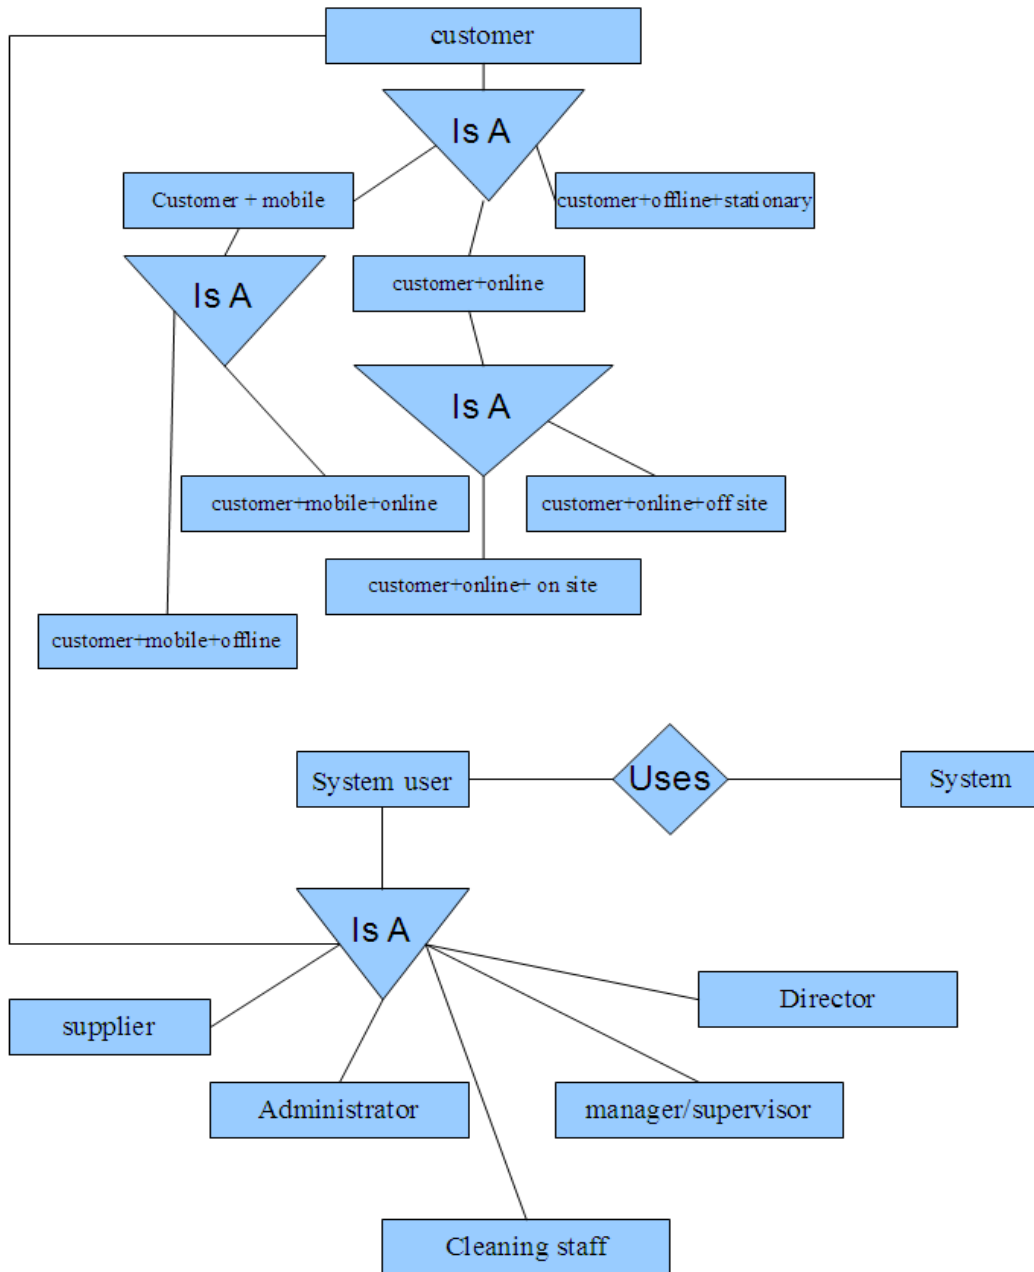 customer
Is A
Customer + mobile
customer+offline+stationary
Is A
customer+online
Is A
customer+mobile+online
customer+online+off site
customer+online+ on site
customer+mobile+offline
System user
Uses
System
Is A
Director
supplier
Administrator
manager/supervisor
Cleaning staff